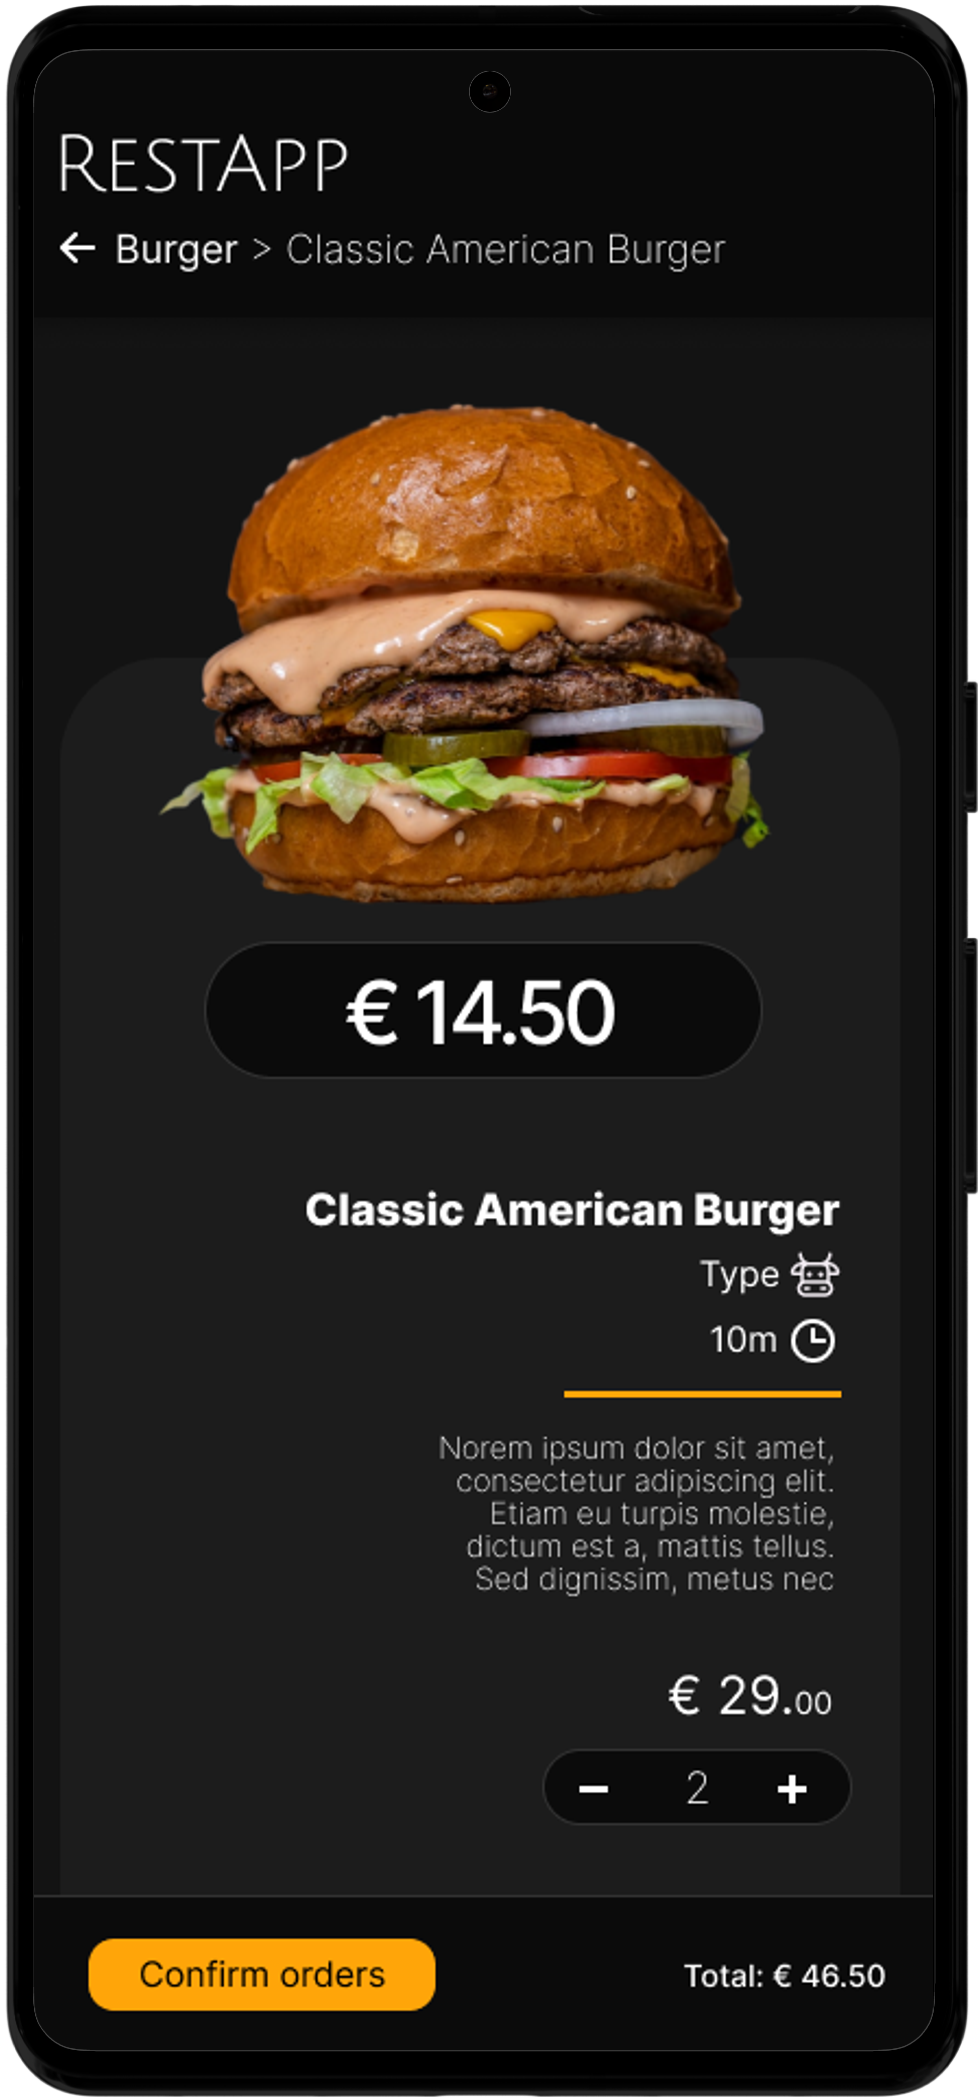 RESTAPP
← Burger > Classic American Burger
€ 14.50
Classic American Burger
Type
10m
Norem ipsum dolor sit amet,
consectetur adipiscing elit.
Etiam eu turpis molestie,
dictum est a, mattis tellus.
Sed dignissim, metus nec
€ 29.00
− 2 +
Confirm orders
Total: € 46.50